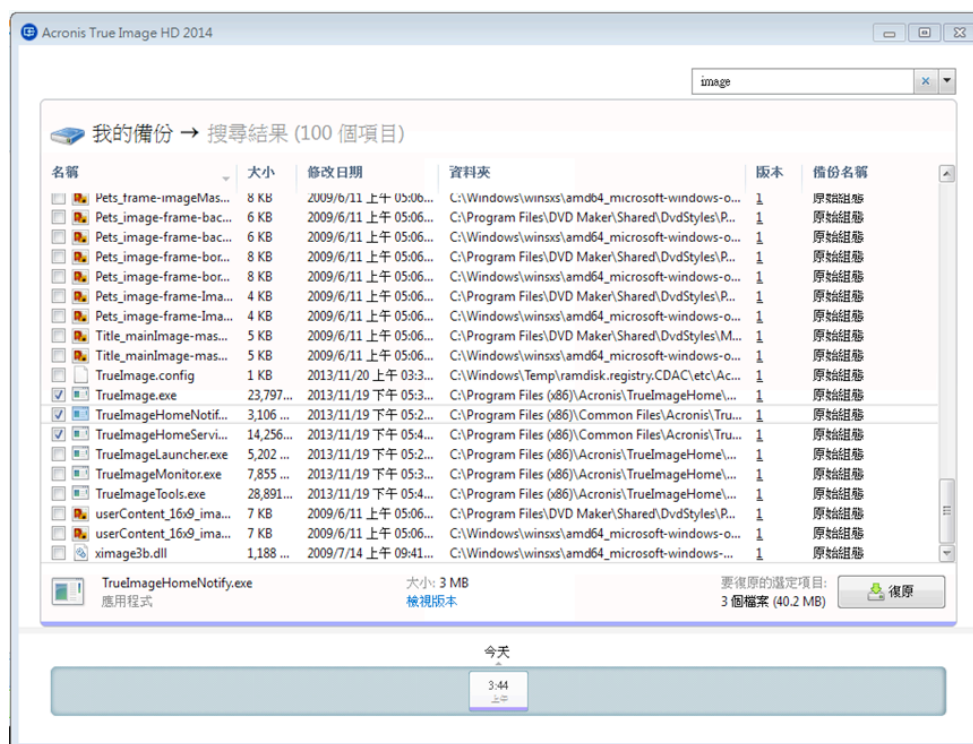 Acronis True Image HD 2014
image
我的備份 → 搜尋結果 (100 個項目)
名稱 大小 修改日期 資料夾 版本 備份名稱
Pets_frame-imageMas... 8 KB 2009/6/11 上午 05:06... C:\Windows\winsxs\amd64_microsoft-windows-o... 1 原始組態
Pets_image-frame-bac... 6 KB 2009/6/11 上午 05:06... C:\Program Files\DVD Maker\Shared\DvdStyles\P... 1 原始組態
Pets_image-frame-bac... 6 KB 2009/6/11 上午 05:06... C:\Windows\winsxs\amd64_microsoft-windows-o... 1 原始組態
Pets_image-frame-bor... 8 KB 2009/6/11 上午 05:06... C:\Program Files\DVD Maker\Shared\DvdStyles\P... 1 原始組態
Pets_image-frame-bor... 8 KB 2009/6/11 上午 05:06... C:\Windows\winsxs\amd64_microsoft-windows-o... 1 原始組態
Pets_image-frame-Ima... 4 KB 2009/6/11 上午 05:06... C:\Program Files\DVD Maker\Shared\DvdStyles\P... 1 原始組態
Pets_image-frame-Ima... 4 KB 2009/6/11 上午 05:06... C:\Windows\winsxs\amd64_microsoft-windows-o... 1 原始組態
Title_mainImage-mas... 5 KB 2009/6/11 上午 05:06... C:\Program Files\DVD Maker\Shared\DvdStyles\M... 1 原始組態
Title_mainImage-mas... 5 KB 2009/6/11 上午 05:06... C:\Windows\winsxs\amd64_microsoft-windows-o... 1 原始組態
TrueImage.config 1 KB 2013/11/20 上午 03:3... C:\Windows\Temp\ramdisk.registry.CDAC\etc\Ac... 1 原始組態
TrueImage.exe 23,797... 2013/11/19 下午 05:3... C:\Program Files (x86)\Acronis\TrueImageHome\... 1 原始組態
TrueImageHomeNotif... 3,106 ... 2013/11/19 下午 05:2... C:\Program Files (x86)\Common Files\Acronis\Tru... 1 原始組態
TrueImageHomeServi... 14,256... 2013/11/19 下午 05:4... C:\Program Files (x86)\Common Files\Acronis\Tru... 1 原始組態
TrueImageLauncher.exe 5,202 ... 2013/11/19 下午 05:2... C:\Program Files (x86)\Acronis\TrueImageHome\... 1 原始組態
TrueImageMonitor.exe 7,855 ... 2013/11/19 下午 05:3... C:\Program Files (x86)\Acronis\TrueImageHome\... 1 原始組態
TrueImageTools.exe 28,891... 2013/11/19 下午 05:4... C:\Program Files (x86)\Acronis\TrueImageHome\... 1 原始組態
userContent_16x9_ima... 7 KB 2009/6/11 上午 05:06... C:\Program Files\DVD Maker\Shared\DvdStyles\P... 1 原始組態
userContent_16x9_ima... 7 KB 2009/6/11 上午 05:06... C:\Windows\winsxs\amd64_microsoft-windows-o... 1 原始組態
ximage3b.dll 1,188 ... 2009/7/14 上午 09:41... C:\Windows\winsxs\amd64_microsoft-windows-... 1 原始組態
TrueImageHomeNotify.exe 大小: 3 MB 要復原的選定項目:
應用程式 檢視版本 3 個檔案 (40.2 MB) 復原
今天
3:44
上午